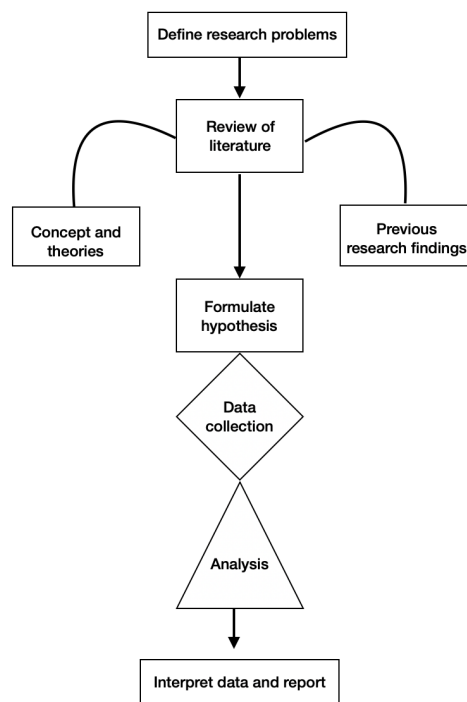 Define research problems
Review of
literature
Concept and
theories
Previous
research findings
Formulate
hypothesis
Data
collection
Analysis
Interpret data and report